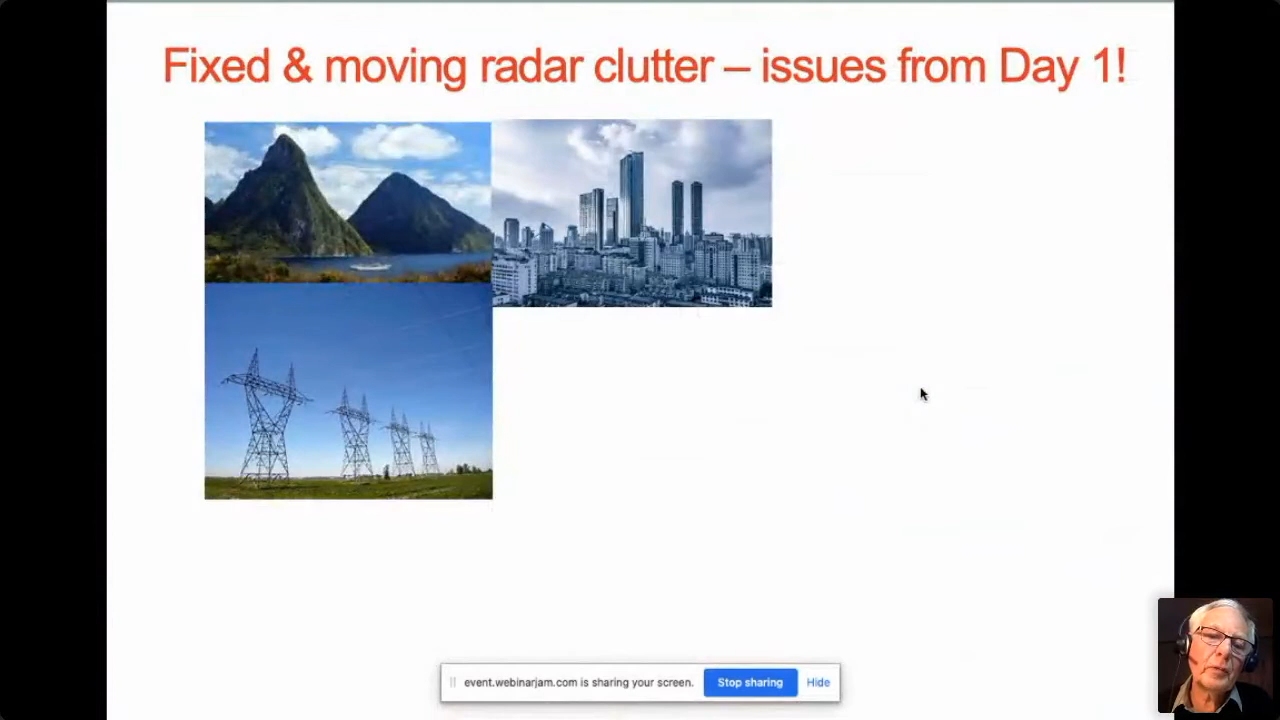 Fixed & moving radar clutter – issues from Day 1!
event.webinarjam.com is sharing your screen. Stop sharing Hide